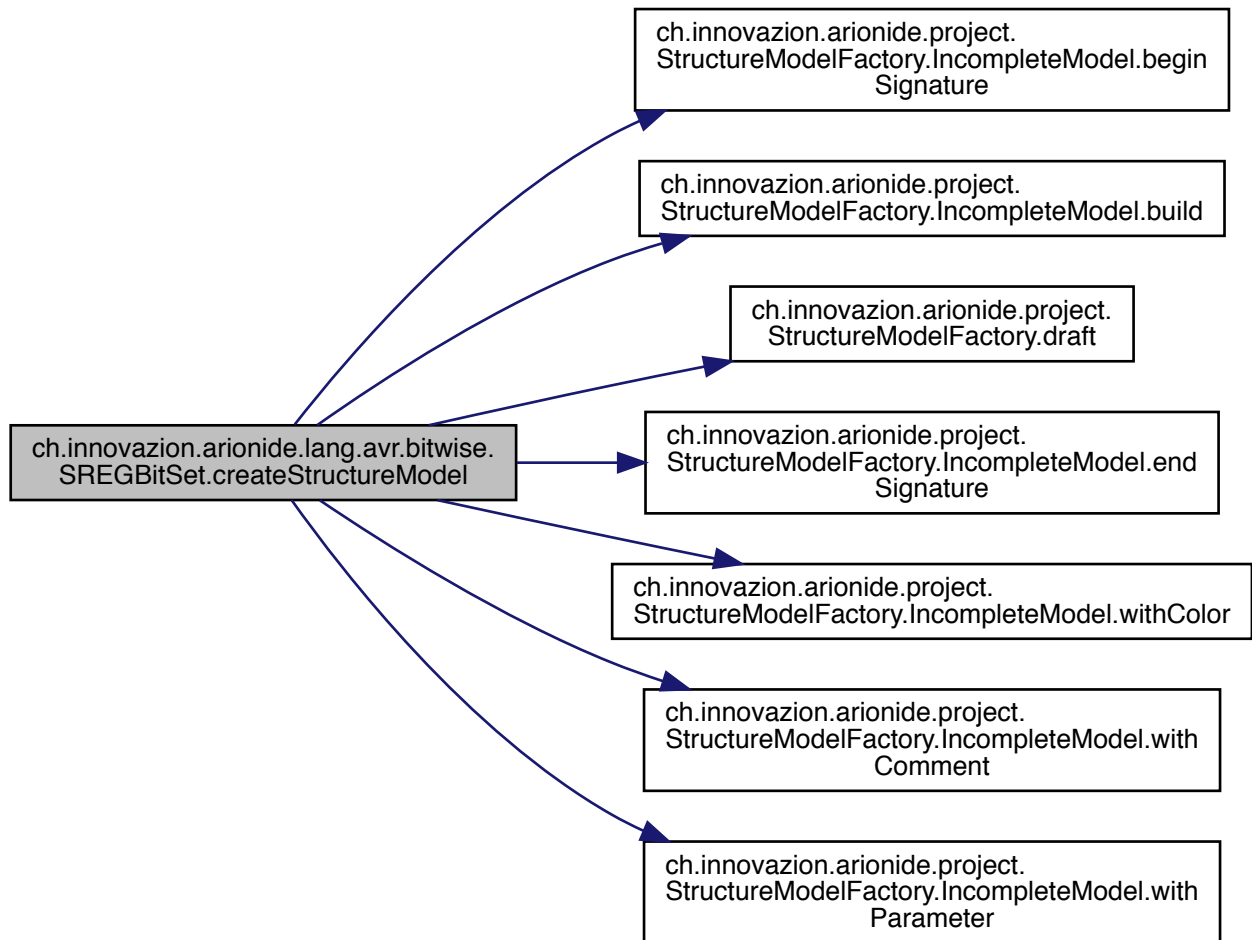 ch.innovazion.arionide.project.
StructureModelFactory.IncompleteModel.begin
Signature
ch.innovazion.arionide.project.
StructureModelFactory.IncompleteModel.build
ch.innovazion.arionide.project.
StructureModelFactory.draft
ch.innovazion.arionide.lang.avr.bitwise.
SREGBitSet.createStructureModel
ch.innovazion.arionide.project.
StructureModelFactory.IncompleteModel.end
Signature
ch.innovazion.arionide.project.
StructureModelFactory.IncompleteModel.withColor
ch.innovazion.arionide.project.
StructureModelFactory.IncompleteModel.with
Comment
ch.innovazion.arionide.project.
StructureModelFactory.IncompleteModel.with
Parameter